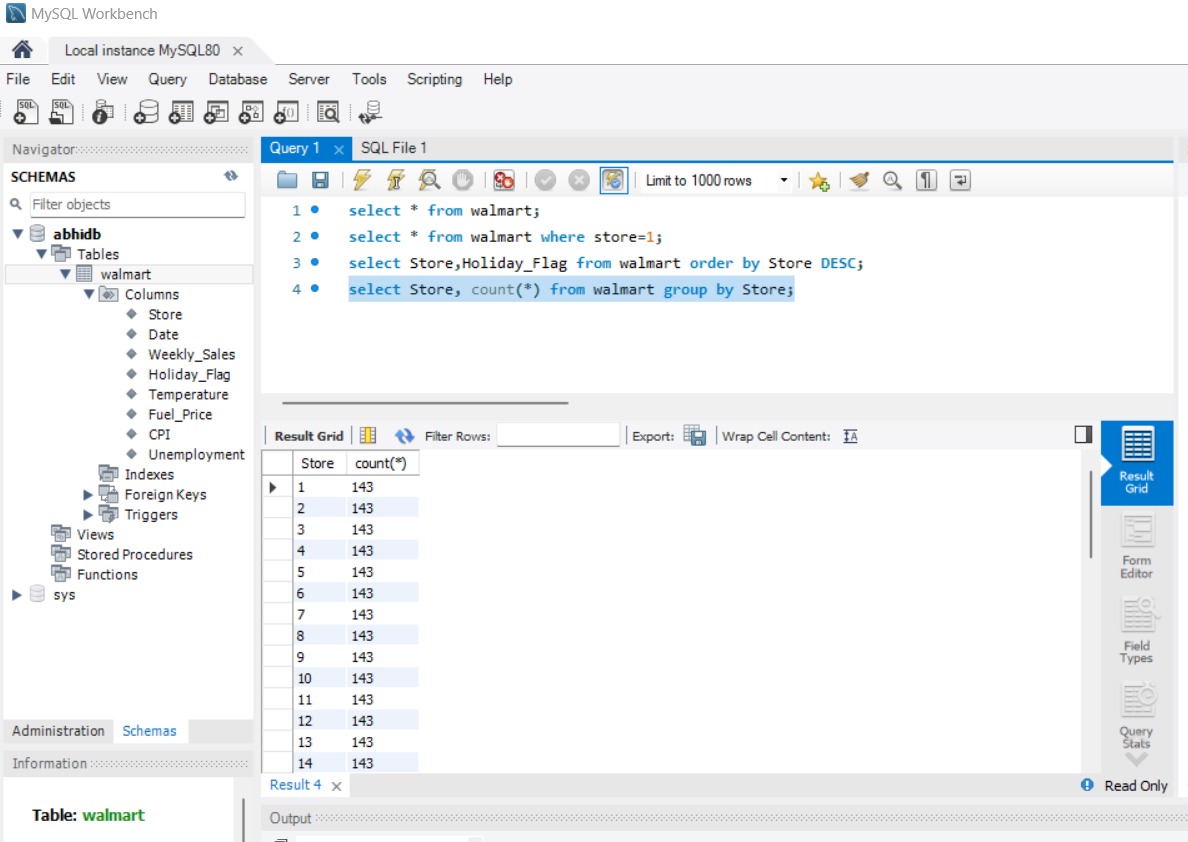 MySQL Workbench
Local instance MySQL80
File Edit View Query Database Server Tools Scripting Help
SQL SQL
Navigator
SCHEMAS
Filter objects
abhidb
Tables
walmart
Columns
Store
Date
Weekly_Sales
Holiday_Flag
Temperature
Fuel_Price
CPI
Unemployment
Indexes
Foreign Keys
Triggers
Views
Stored Procedures
Functions
sys
Administration Schemas
Information
Table: walmart
Query 1 SQL File 1
Limit to 1000 rows
1 select * from walmart;
2 select * from walmart where store=1;
3 select Store,Holiday_Flag from walmart order by Store DESC;
4 select Store, count(*) from walmart group by Store;
Result Grid Filter Rows: Export: Wrap Cell Content: IA
Store count(*)
1 143
2 143
3 143
4 143
5 143
6 143
7 143
8 143
9 143
10 143
11 143
12 143
13 143
14 143
Result Grid
Form Editor
Field Types
Query Stats
Result 4
Read Only
Output